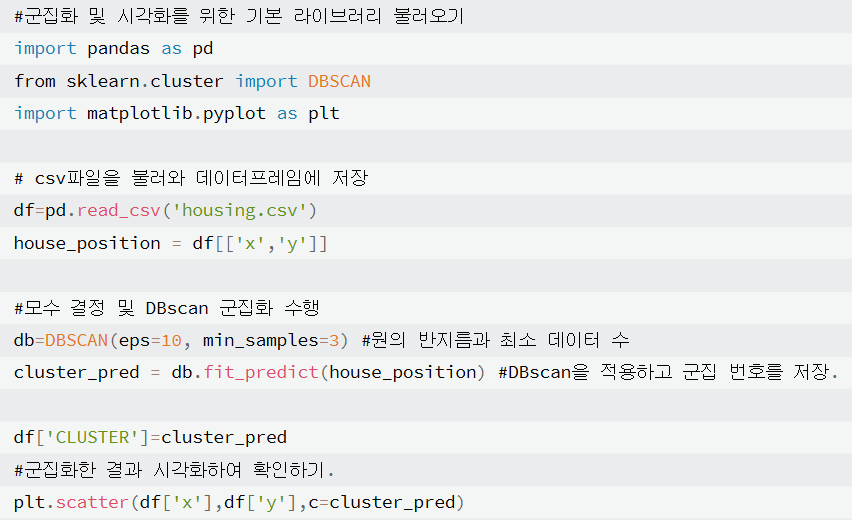 #군집화 및 시각화를 위한 기본 라이브러리 불러오기
import pandas as pd
from sklearn.cluster import DBSCAN
import matplotlib.pyplot as plt
# csv파일을 불러와 데이터프레임에 저장
df=pd.read_csv('housing.csv')
house_position = df[['x','y']]
#모수 결정 및 DBscan 군집화 수행
db=DBSCAN(eps=10, min_samples=3) #원의 반지름과 최소 데이터 수
cluster_pred = db.fit_predict(house_position) #DBscan을 적용하고 군집 번호를 저장.
df['CLUSTER']=cluster_pred
#군집화한 결과 시각화하여 확인하기.
plt.scatter(df['x'],df['y'],c=cluster_pred)